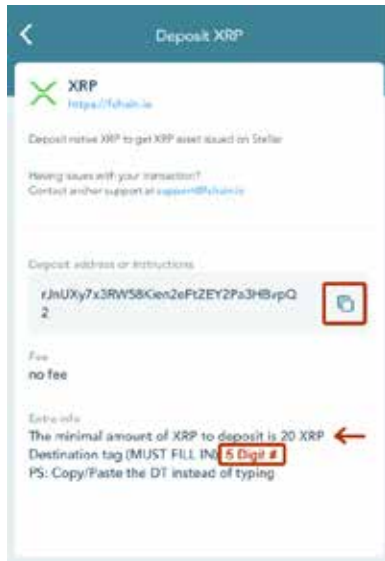 Deposit XRP
XRP
https://fchain.io
Deposit native XRP to get XRP asset issued on Stellar
Having issues with your transaction?
Contact anchor support at support@fchain.io
Deposit address or instructions
rJnUXy7x3RW58Kien2eFtZEY2Pa3HBvpQ
2
Fee
no fee
Extra info
The minimal amount of XRP to deposit is 20 XRP
Destination tag (MUST FILL IN) 5 Digit #
PS: Copy/Paste the DT instead of typing